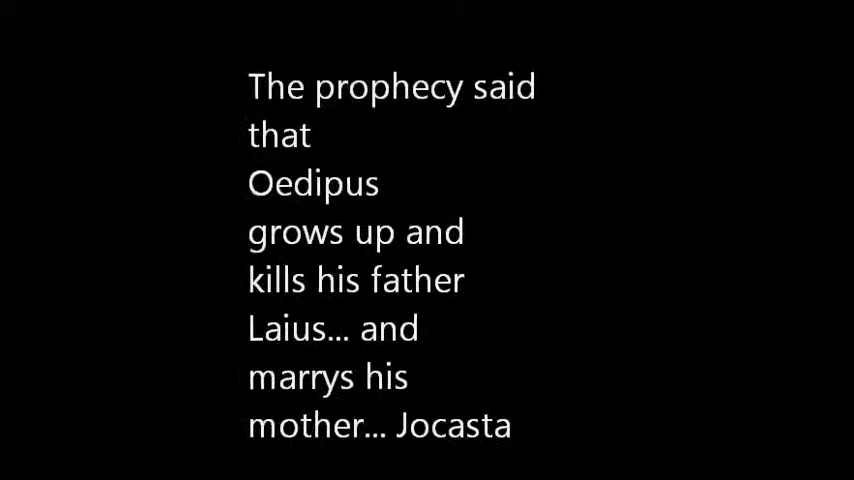 The prophecy said
that
Oedipus
grows up and
kills his father
Laius... and
marrys his
mother... Jocasta